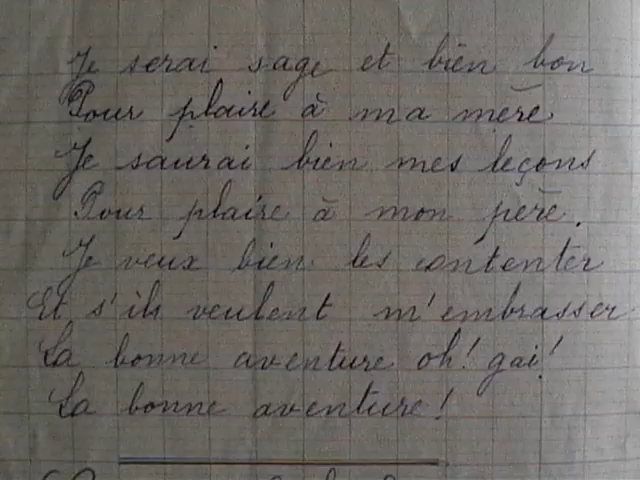 Je serai sage et bien bon
Pour plaire à ma mère
Je saurai bien mes leçons
Pour plaire à mon père.
Je veux bien les contenter
Et s'ils veulent m'embrasser
La bonne aventure oh! gai!
La bonne aventure!